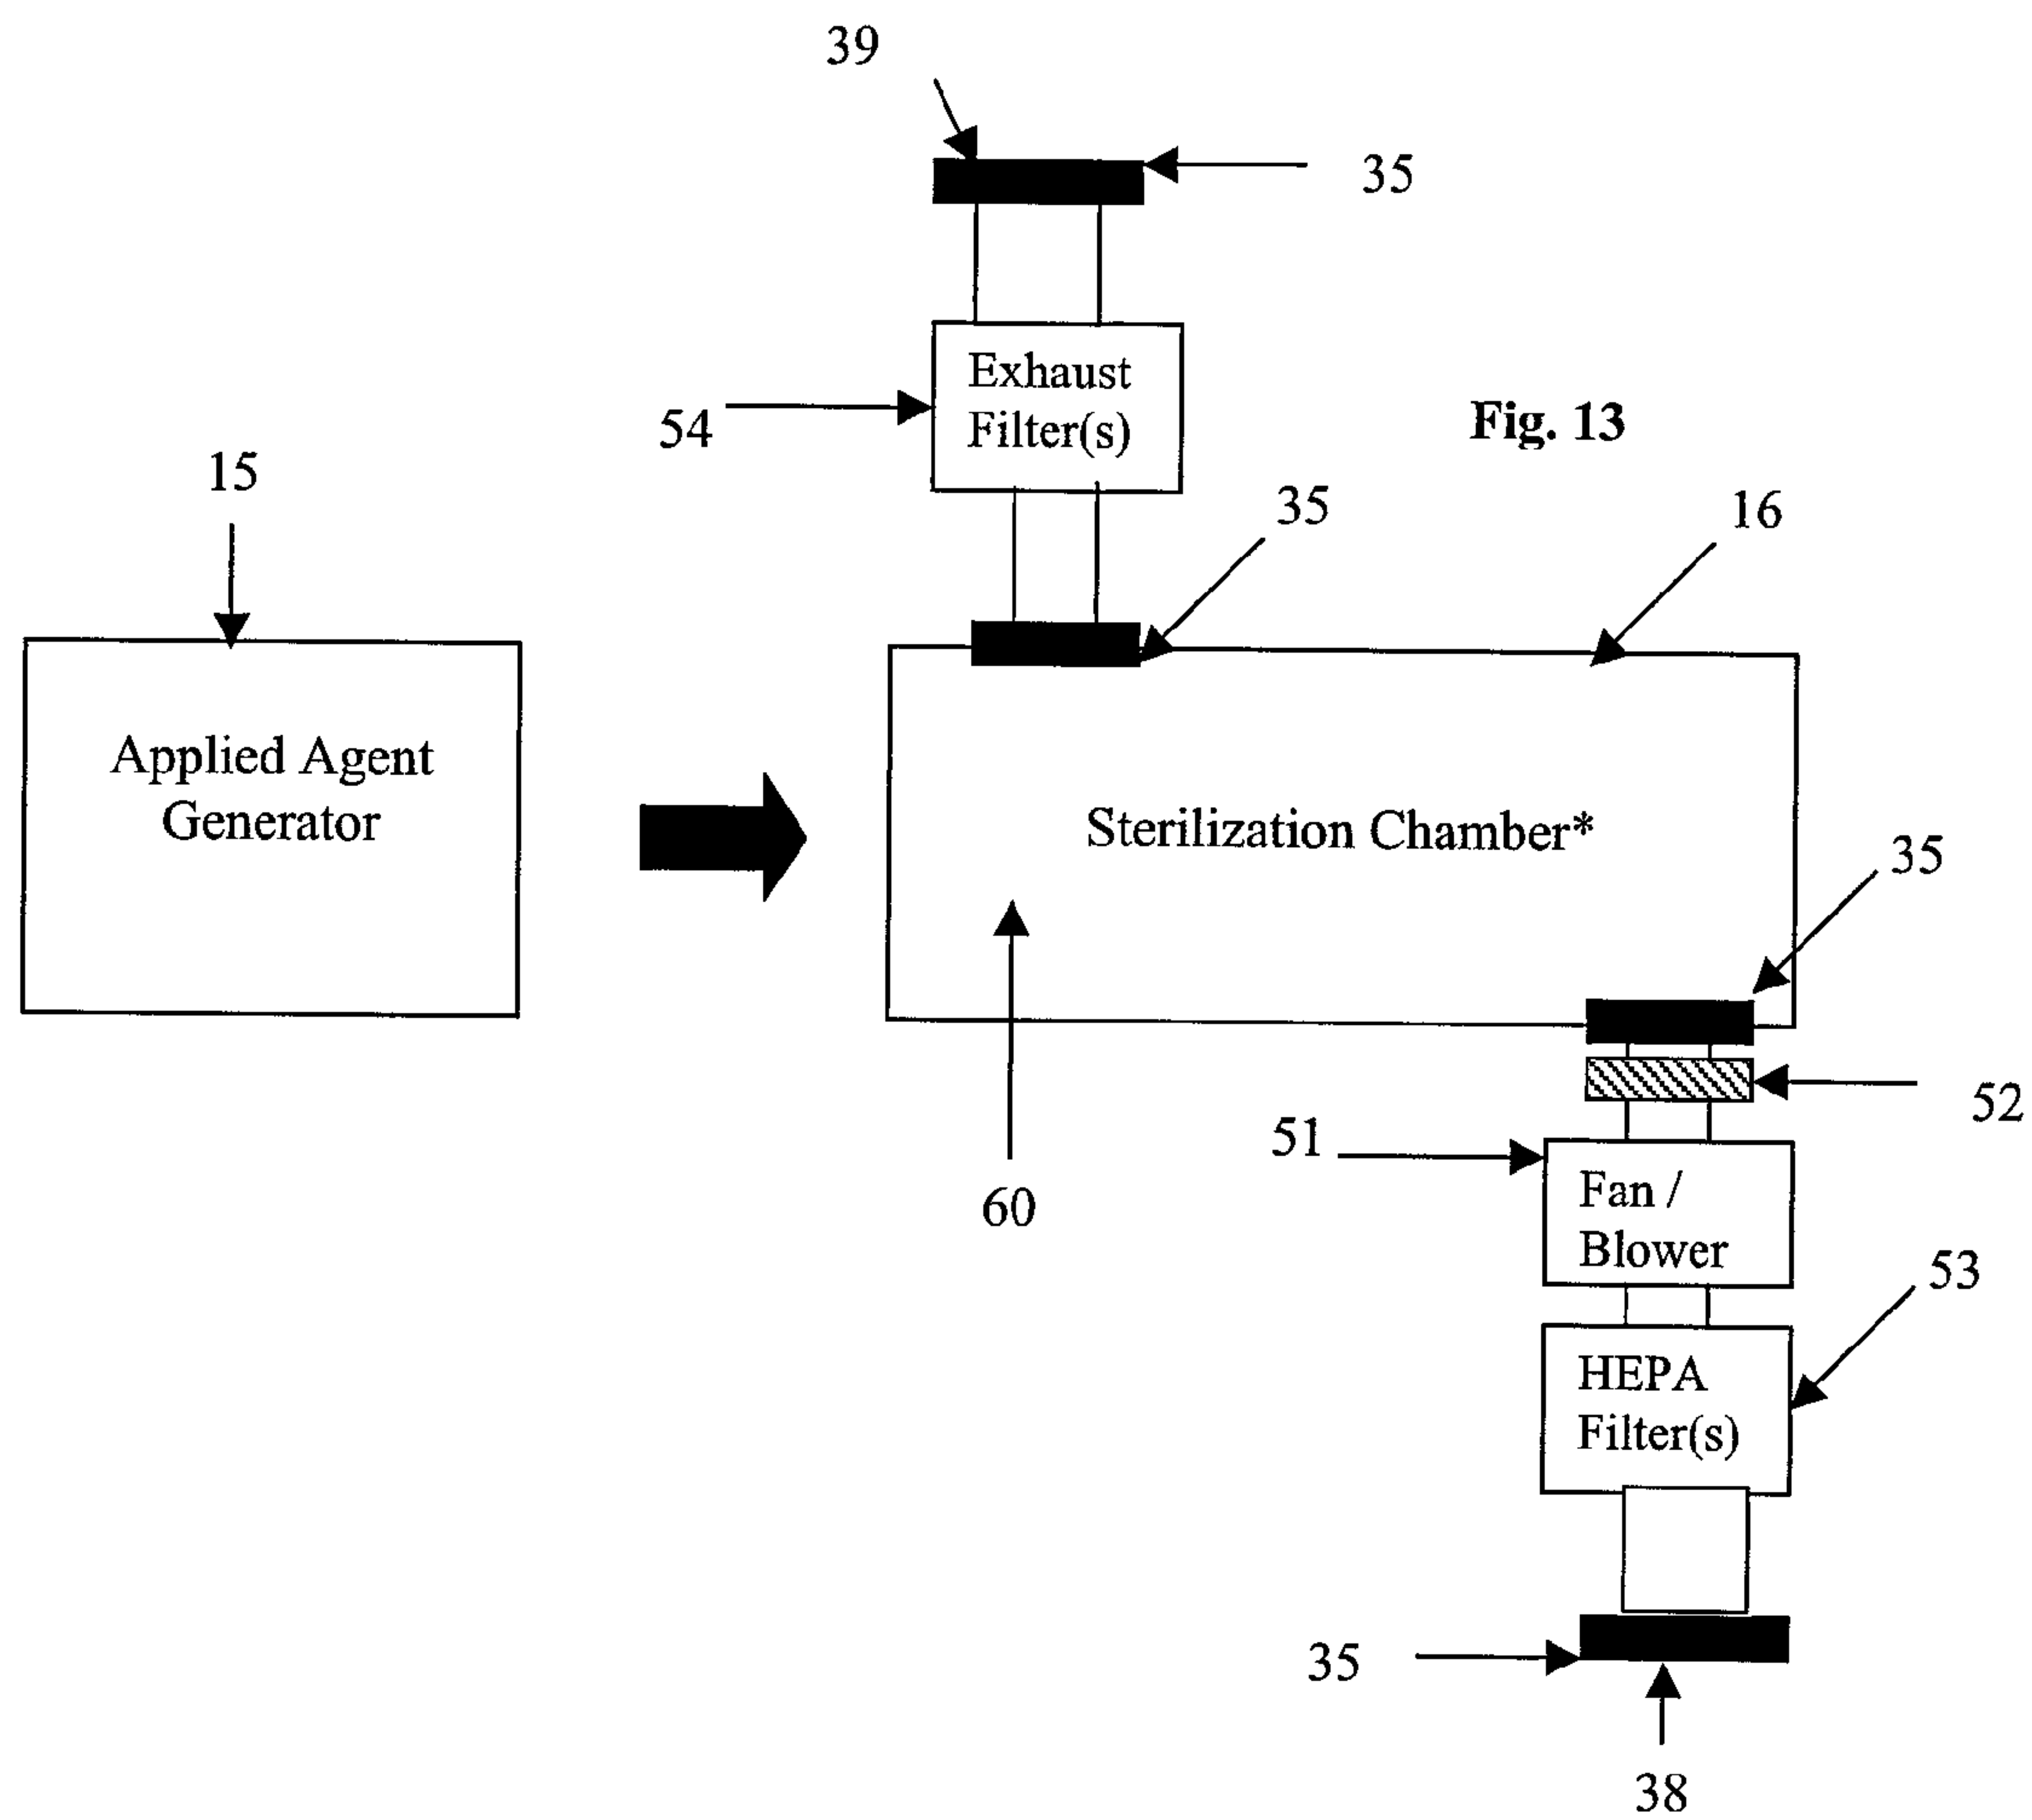 39
35
Exhaust
Filter(s)
54
Fig. 13
15
35
16
Applied Agent
Generator
Sterilization Chamber*
35
52
51
60
Fan /
Blower
53
HEPA
Filter(s)
35
38